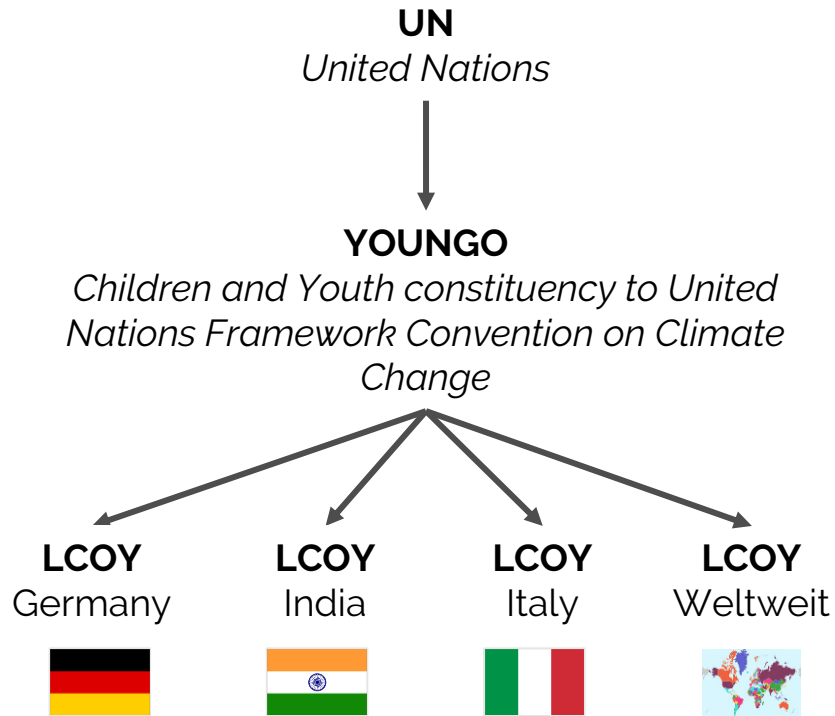 UN
United Nations
YOUNGO
Children and Youth constituency to United
Nations Framework Convention on Climate
Change
LCOY
Germany
LCOY
India
LCOY
Italy
LCOY
Weltweit